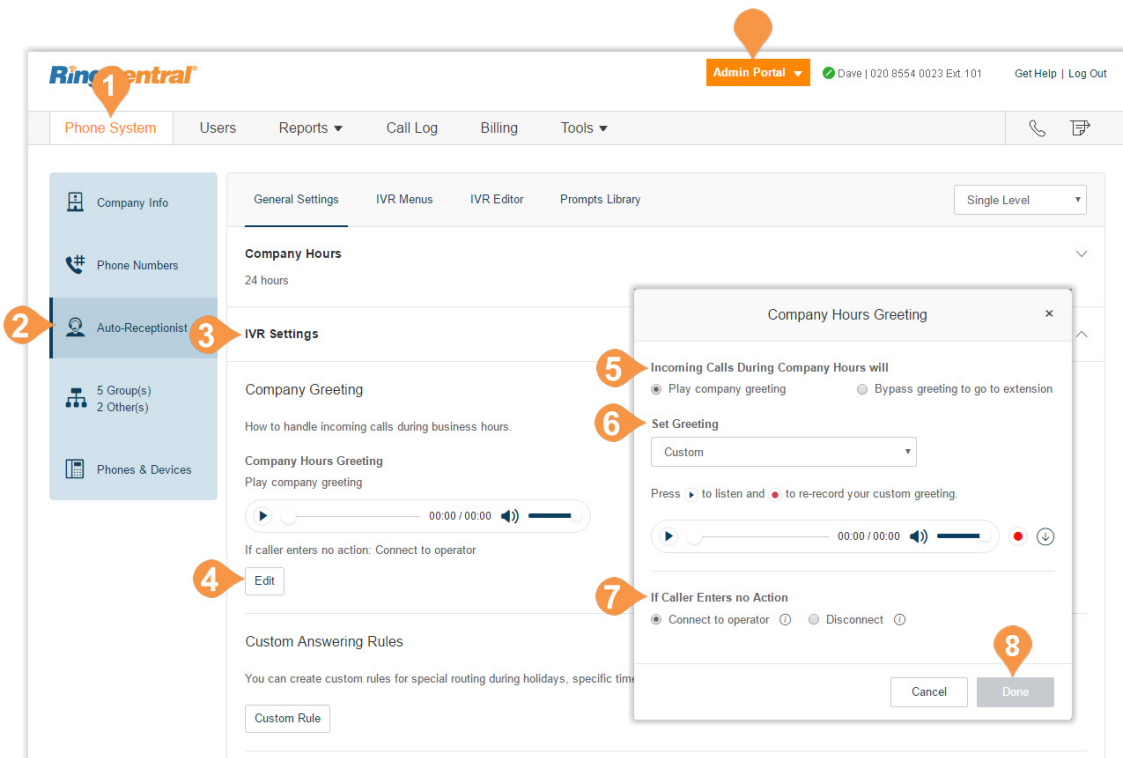 RingCentral®
1
Admin Portal
Dave | 020 8554 0023 Ext. 101
Get Help | Log Out
Phone System
Users
Reports
Call Log
Billing
Tools
Company Info
Phone Numbers
2
Auto-Receptionist
5 Group(s)
2 Other(s)
Phones & Devices
General Settings
IVR Menus
IVR Editor
Prompts Library
Single Level
Company Hours
24 hours
3
IVR Settings
Company Greeting
How to handle incoming calls during business hours.
Company Hours Greeting
Play company greeting
00:00 / 00:00
If caller enters no action: Connect to operator
4
Edit
Custom Answering Rules
You can create custom rules for special routing during holidays, specific time
Custom Rule
Company Hours Greeting
×
5
Incoming Calls During Company Hours will
Play company greeting
Bypass greeting to go to extension
6
Set Greeting
Custom
Press to listen and to re-record your custom greeting.
00:00 / 00:00
7
If Caller Enters no Action
Connect to operator
Disconnect
8
Cancel
Done